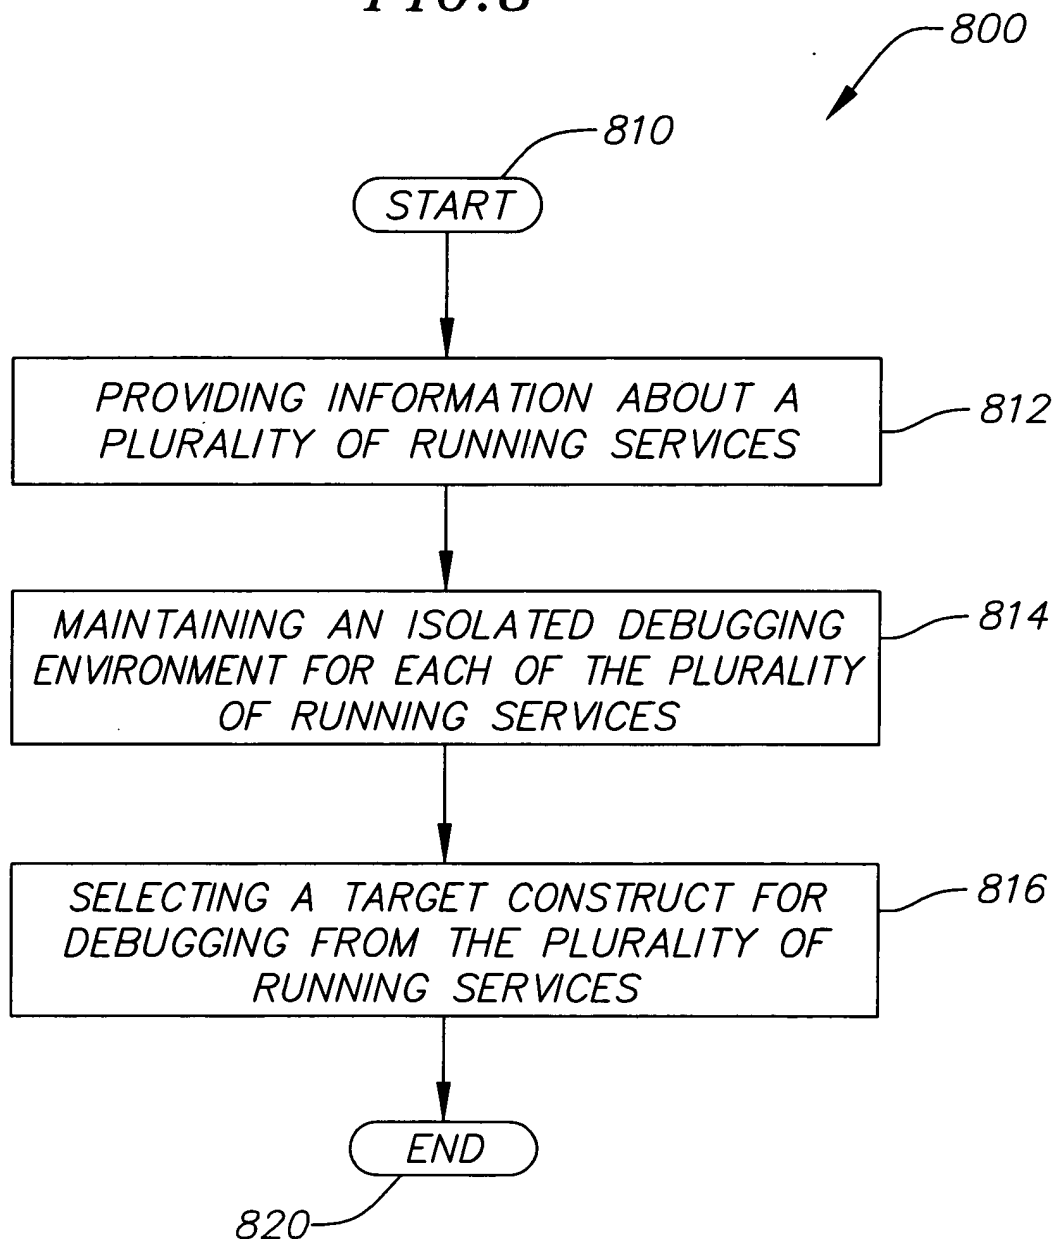 FIG.8
800
810
START
PROVIDING INFORMATION ABOUT A
PLURALITY OF RUNNING SERVICES
812
MAINTAINING AN ISOLATED DEBUGGING
ENVIRONMENT FOR EACH OF THE PLURALITY
OF RUNNING SERVICES
814
SELECTING A TARGET CONSTRUCT FOR
DEBUGGING FROM THE PLURALITY OF
RUNNING SERVICES
816
END
820